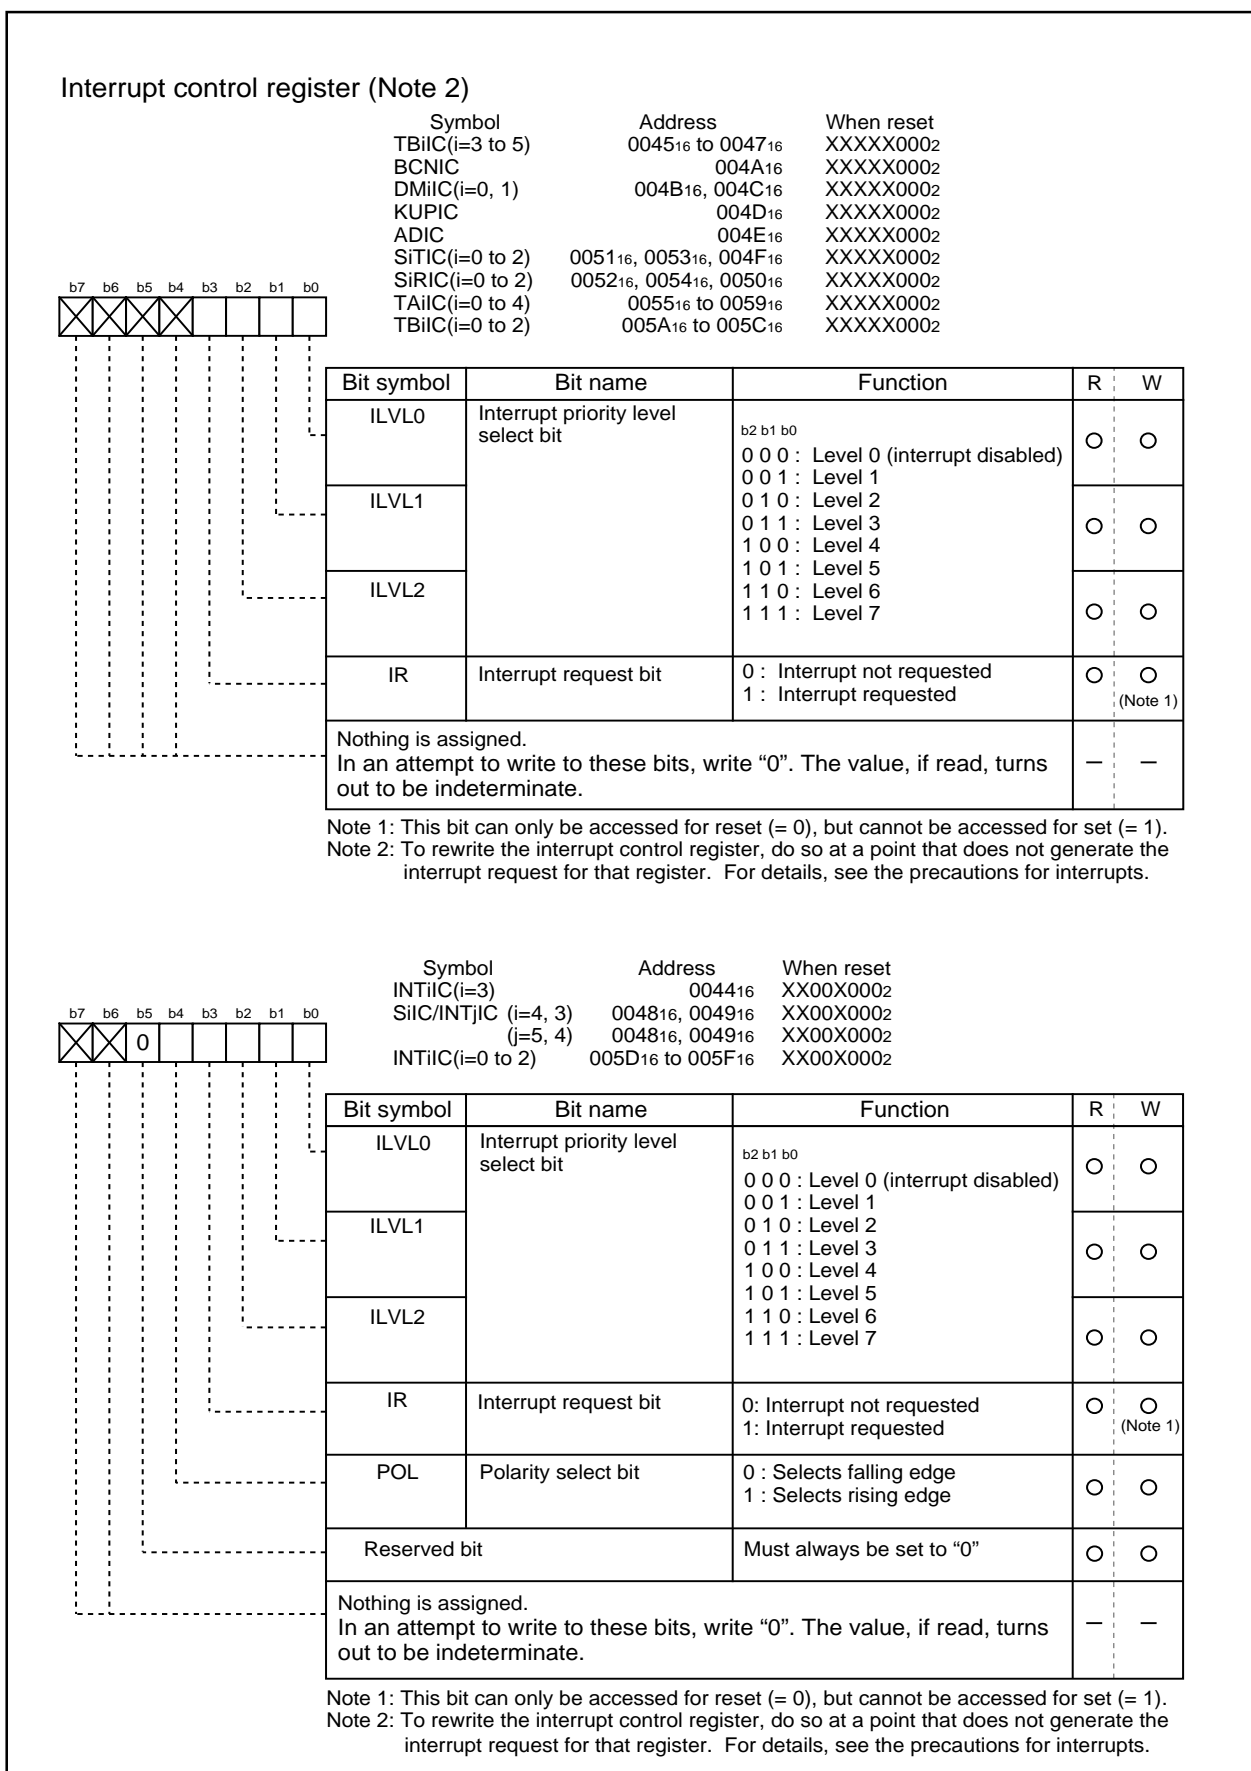 Interrupt control register (Note 2)
Symbol Address When reset
TBiIC(i=3 to 5) 004516 to 004716 XXXXX0002
BCNIC 004A16 XXXXX0002
DMiIC(i=0, 1) 004B16, 004C16 XXXXX0002
KUPIC 004D16 XXXXX0002
ADIC 004E16 XXXXX0002
SiTIC(i=0 to 2) 005116, 005316, 004F16 XXXXX0002
SiRIC(i=0 to 2) 005216, 005416, 005016 XXXXX0002
TAiIC(i=0 to 4) 005516 to 005916 XXXXX0002
TBiIC(i=0 to 2) 005A16 to 005C16 XXXXX0002
b7 b6 b5 b4 b3 b2 b1 b0
Bit symbol Bit name Function R W
ILVL0 Interrupt priority level
select bit
b2 b1 b0
0 0 0 : Level 0 (interrupt disabled)
0 0 1 : Level 1
ILVL1 0 1 0 : Level 2
0 1 1 : Level 3
1 0 0 : Level 4
1 0 1 : Level 5
ILVL2 1 1 0 : Level 6
1 1 1 : Level 7
IR Interrupt request bit 0 : Interrupt not requested
1 : Interrupt requested (Note 1)
Nothing is assigned.
In an attempt to write to these bits, write “0”. The value, if read, turns
out to be indeterminate.
Note 1: This bit can only be accessed for reset (= 0), but cannot be accessed for set (= 1).
Note 2: To rewrite the interrupt control register, do so at a point that does not generate the
interrupt request for that register. For details, see the precautions for interrupts.
Symbol Address When reset
INTiIC(i=3) 004416 XX00X0002
SiIC/INTjIC (i=4, 3) 004816, 004916 XX00X0002
(j=5, 4) 004816, 004916 XX00X0002
INTiIC(i=0 to 2) 005D16 to 005F16 XX00X0002
b7 b6 b5 b4 b3 b2 b1 b0
0
Bit symbol Bit name Function R W
ILVL0 Interrupt priority level
select bit
b2 b1 b0
0 0 0 : Level 0 (interrupt disabled)
0 0 1 : Level 1
ILVL1 0 1 0 : Level 2
0 1 1 : Level 3
1 0 0 : Level 4
1 0 1 : Level 5
ILVL2 1 1 0 : Level 6
1 1 1 : Level 7
IR Interrupt request bit 0: Interrupt not requested
1: Interrupt requested (Note 1)
POL Polarity select bit 0 : Selects falling edge
1 : Selects rising edge
Reserved bit Must always be set to “0”
Nothing is assigned.
In an attempt to write to these bits, write “0”. The value, if read, turns
out to be indeterminate.
Note 1: This bit can only be accessed for reset (= 0), but cannot be accessed for set (= 1).
Note 2: To rewrite the interrupt control register, do so at a point that does not generate the
interrupt request for that register. For details, see the precautions for interrupts.